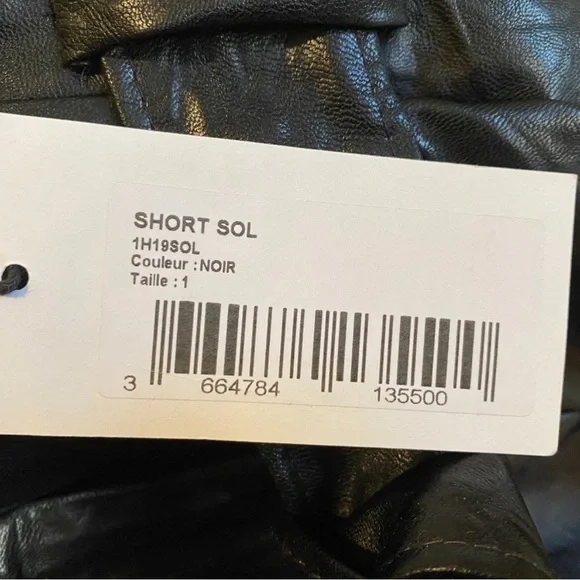 SHORT SOL
1H19SOL
Couleur : NOIR
Taille : 1
3 664784 135500